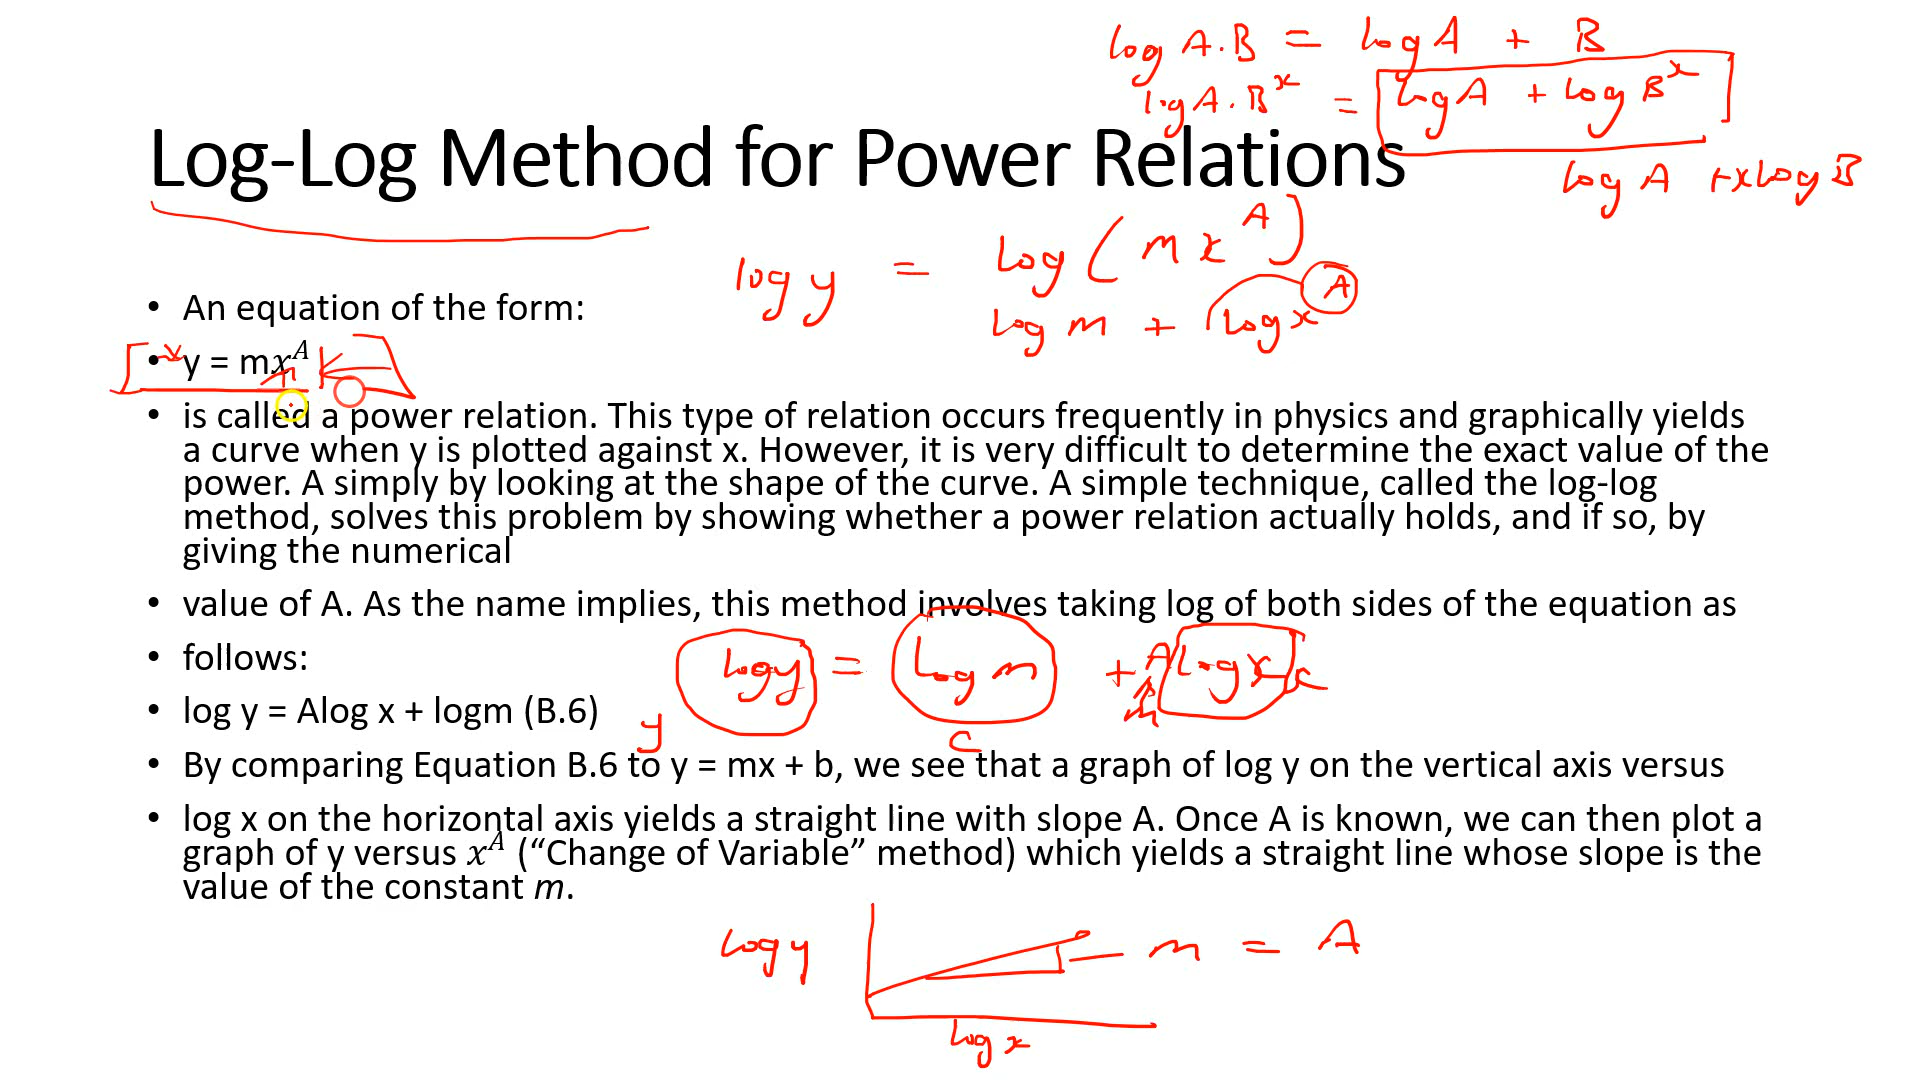 log A.B = log A + B
log A.B^x = log A + log B^x
Log-Log Method for Power Relations
log A + x log B
log y = log (m x^A)
• An equation of the form:
log m + log x^A
• y = mx^A
• is called a power relation. This type of relation occurs frequently in physics and graphically yields
a curve when y is plotted against x. However, it is very difficult to determine the exact value of the
power. A simply by looking at the shape of the curve. A simple technique, called the log-log
method, solves this problem by showing whether a power relation actually holds, and if so, by
giving the numerical
• value of A. As the name implies, this method involves taking log of both sides of the equation as
• follows:
log y = log m + A log x
• log y = Alog x + logm (B.6)
y c m x
• By comparing Equation B.6 to y = mx + b, we see that a graph of log y on the vertical axis versus
• log x on the horizontal axis yields a straight line with slope A. Once A is known, we can then plot a
graph of y versus x^A (“Change of Variable” method) which yields a straight line whose slope is the
value of the constant m.
log y m = A
log x